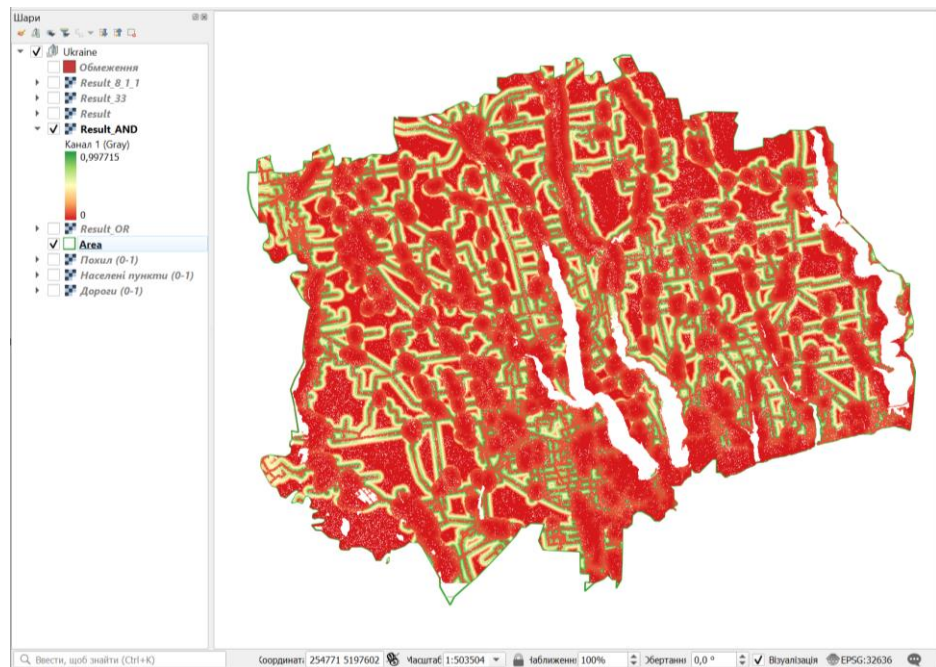 Шари
Ukraine
Обмеження
Result_8_1_1
Result_33
Result
Result_AND
Канал 1 (Gray)
0,997715
0
Result_OR
Area
Похил (0-1)
Населені пункти (0-1)
Дороги (0-1)
Ввести, щоб знайти (Ctrl+K)
Координат: 254771 5197602 Масштаб 1:503504 наближення 100% Обертанн 0,0 ° Візуалізація EPSG:32636